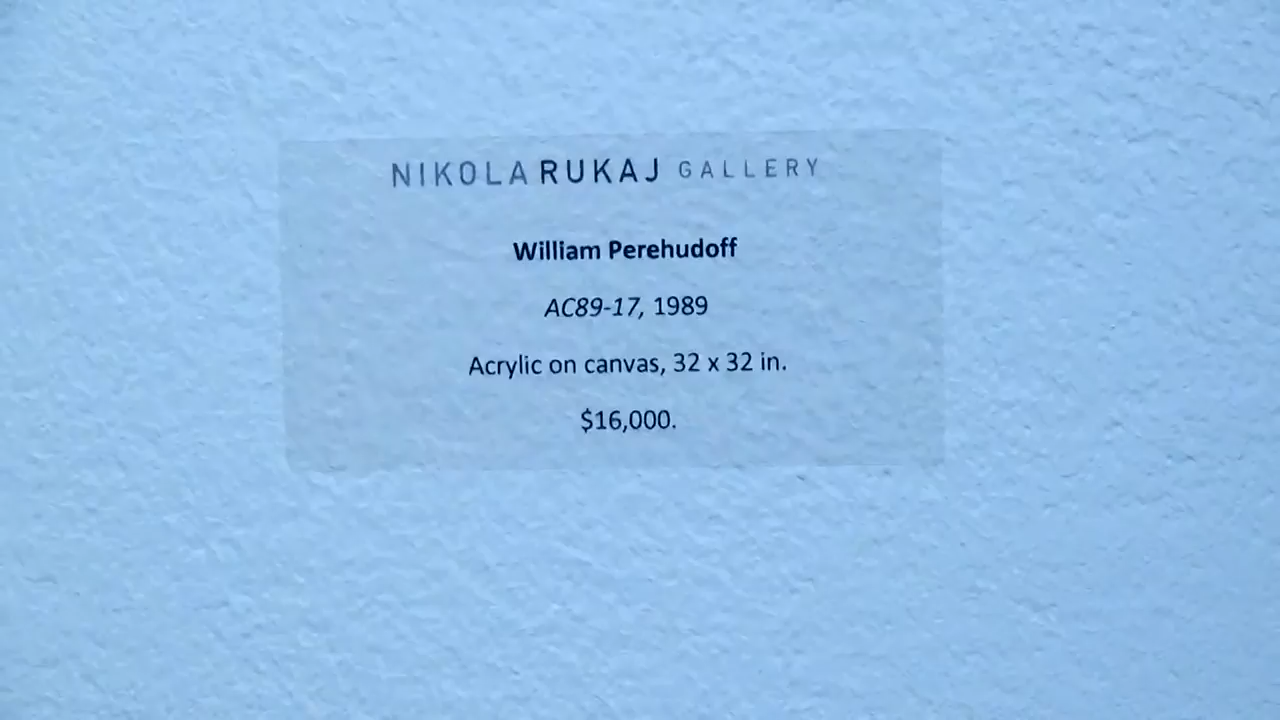 NIKOLA RUKAJ GALLERY
William Perehudoff
AC89-17, 1989
Acrylic on canvas, 32 x 32 in.
$16,000.